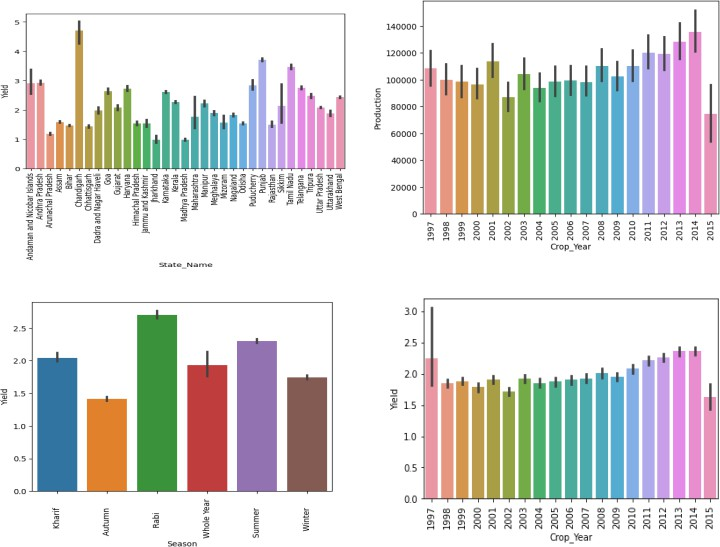 5
4
3
2
1
0
Yield
Andaman and Nicobar Islands
Andhra Pradesh
Arunachal Pradesh
Assam
Bihar
Chandigarh
Chhattisgarh
Dadra and Nagar Haveli
Goa
Gujarat
Haryana
Himachal Pradesh
Jammu and Kashmir
Jharkhand
Karnataka
Kerala
Madhya Pradesh
Maharashtra
Manipur
Meghalaya
Mizoram
Nagaland
Odisha
Puducherry
Punjab
Rajasthan
Sikkim
Tamil Nadu
Telangana
Tripura
Uttar Pradesh
Uttarakhand
West Bengal
State_Name
140000
120000
100000
80000
60000
40000
20000
0
Production
1997
1998
1999
2000
2001
2002
2003
2004
2005
2006
2007
2008
2009
2010
2011
2012
2013
2014
2015
Crop_Year
2.5
2.0
1.5
1.0
0.5
0.0
Yield
Kharif
Autumn
Rabi
Whole Year
Summer
Winter
Season
3.0
2.5
2.0
1.5
1.0
0.5
0.0
Yield
1997
1998
1999
2000
2001
2002
2003
2004
2005
2006
2007
2008
2009
2010
2011
2012
2013
2014
2015
Crop_Year